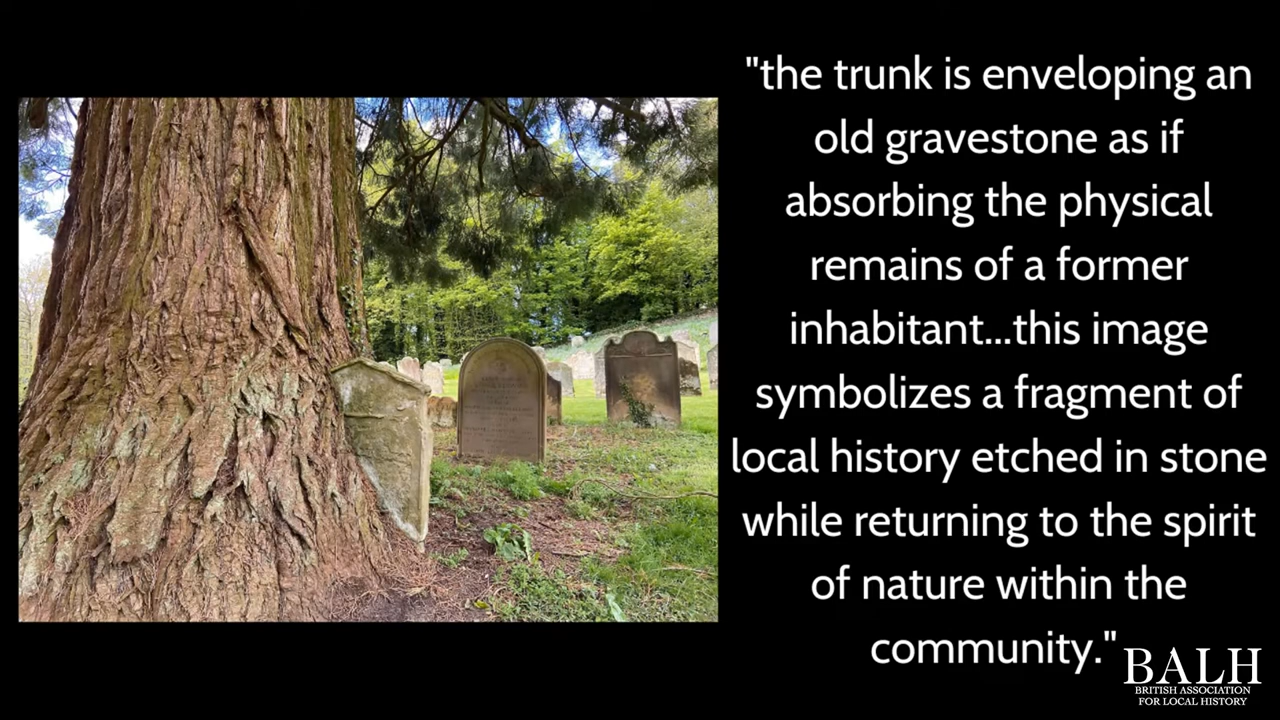 "the trunk is enveloping an
old gravestone as if
absorbing the physical
remains of a former
inhabitant...this image
symbolizes a fragment of
local history etched in stone
while returning to the spirit
of nature within the
community."
BALH
BRITISH ASSOCIATION
FOR LOCAL HISTORY